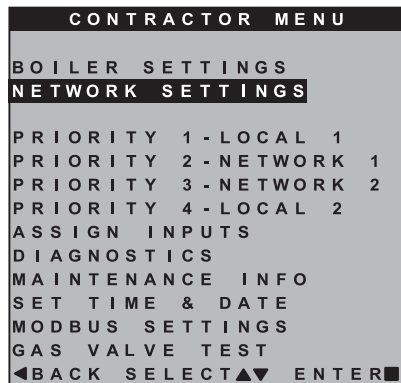 CONTRACTOR MENU
BOILER SETTINGS
NETWORK SETTINGS
PRIORITY 1-LOCAL 1
PRIORITY 2-NETWORK 1
PRIORITY 3-NETWORK 2
PRIORITY 4-LOCAL 2
ASSIGN INPUTS
DIAGNOSTICS
MAINTENANCE INFO
SET TIME & DATE
MODBUS SETTINGS
GAS VALVE TEST
◀BACK SELECT▲▼ ENTER■